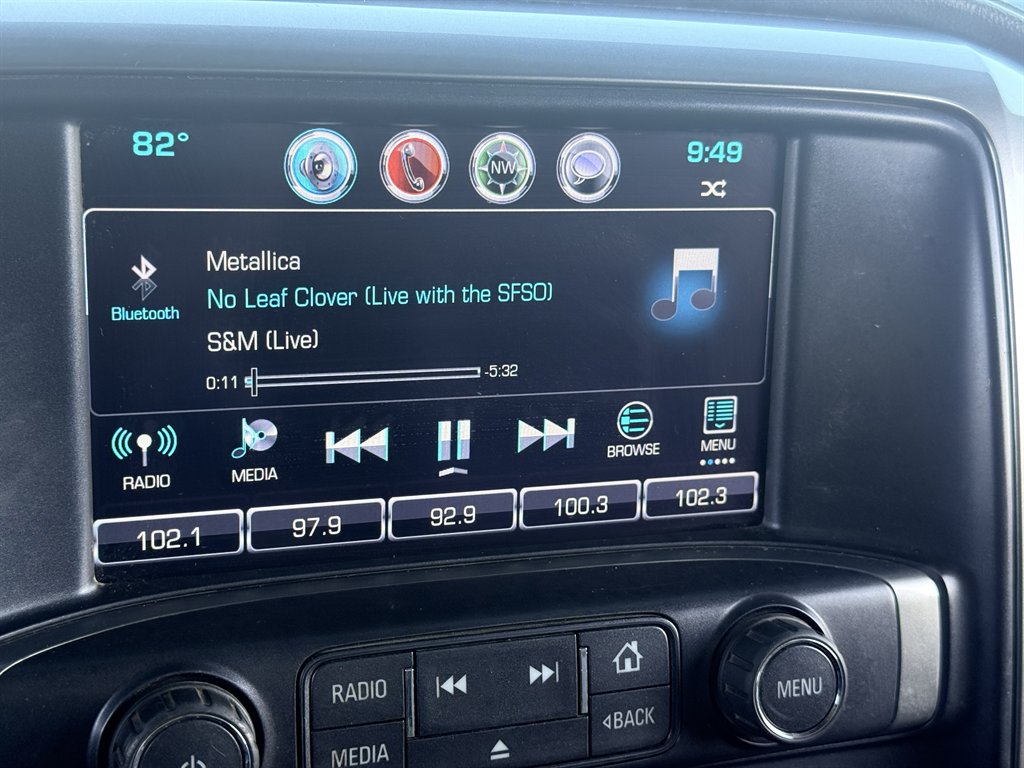 82°
NW
9:49
Metallica
Bluetooth
No Leaf Clover (Live with the SFSO)
S&M (Live)
0:11
-5:32
RADIO
MEDIA
BROWSE
MENU
102.1
97.9
92.9
100.3
102.3
RADIO
MENU
BACK
MEDIA